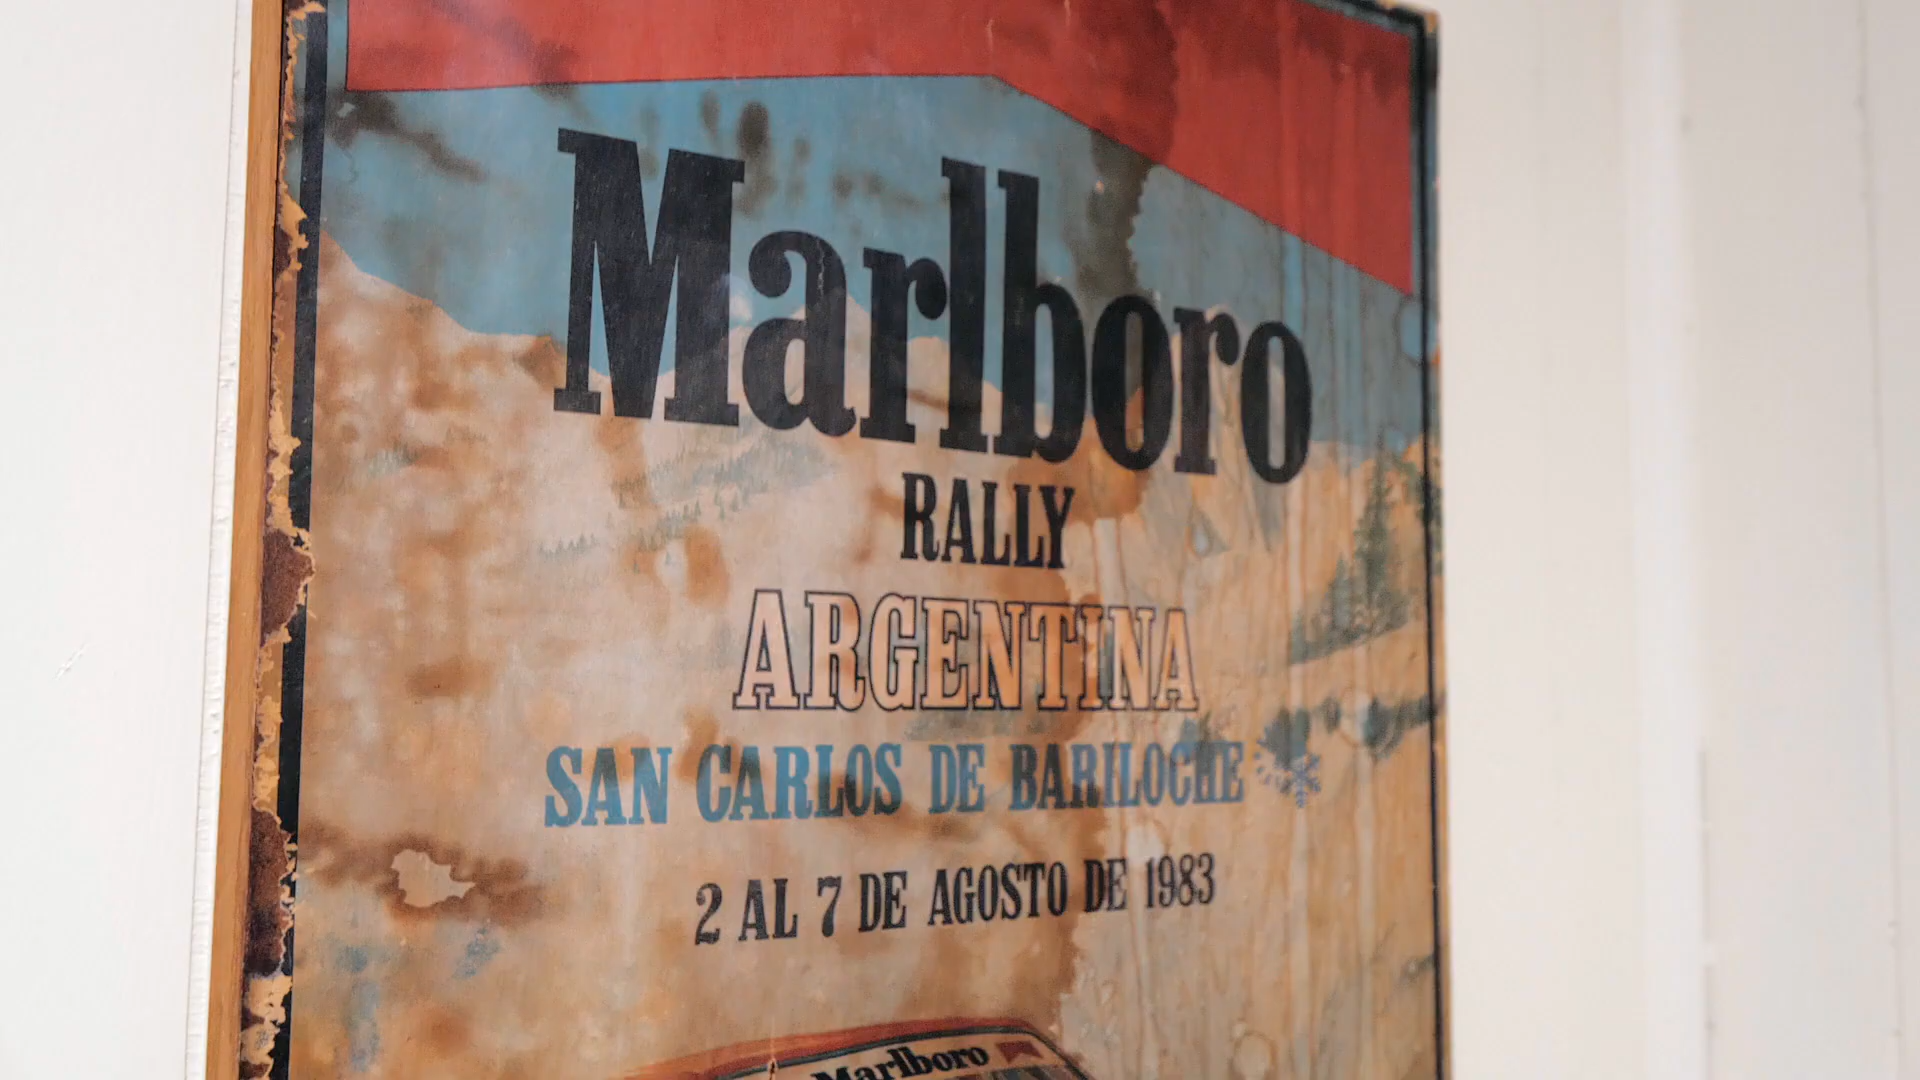 Marlboro
RALLY
ARGENTINA
SAN CARLOS DE BARILOCHE
2 AL 7 DE AGOSTO DE 1983
Marlboro